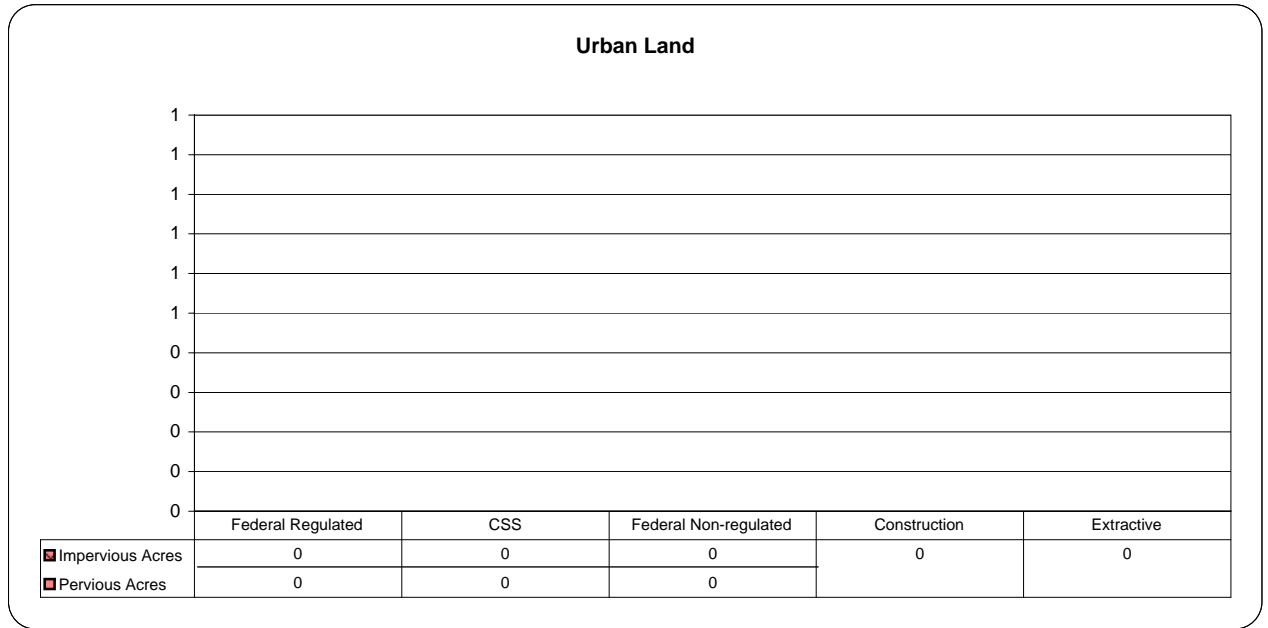 Urban Land
1
1
1
1
1
1
0
0
0
0
0
Federal Regulated CSS Federal Non-regulated Construction Extractive
Impervious Acres 0 0 0 0 0
Pervious Acres 0 0 0